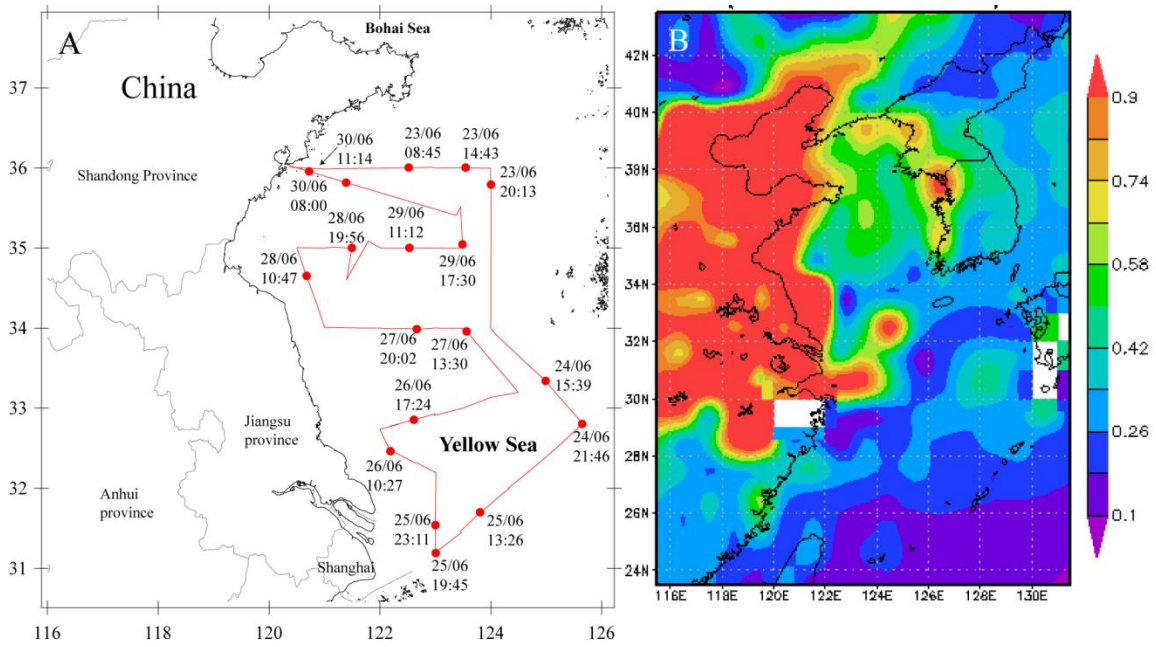 A
Bohai Sea
37
China
30/06
11:14
23/06
08:45
23/06
14:43
36
Shandong Province
30/06
08:00
23/06
20:13
28/06
19:56
29/06
11:12
35
28/06
10:47
29/06
17:30
34
27/06
20:02
27/06
13:30
24/06
15:39
26/06
17:24
33
Jiangsu
province
Yellow Sea
24/06
21:46
26/06
10:27
32
Anhui
province
25/06
23:11
25/06
13:26
31
Shanghai
25/06
19:45
116
118
120
122
124
126
B
42N
40N
38N
36N
34N
32N
30N
28N
26N
24N
116E
118E
120E
122E
124E
126E
128E
130E
0.9
0.74
0.58
0.42
0.26
0.1